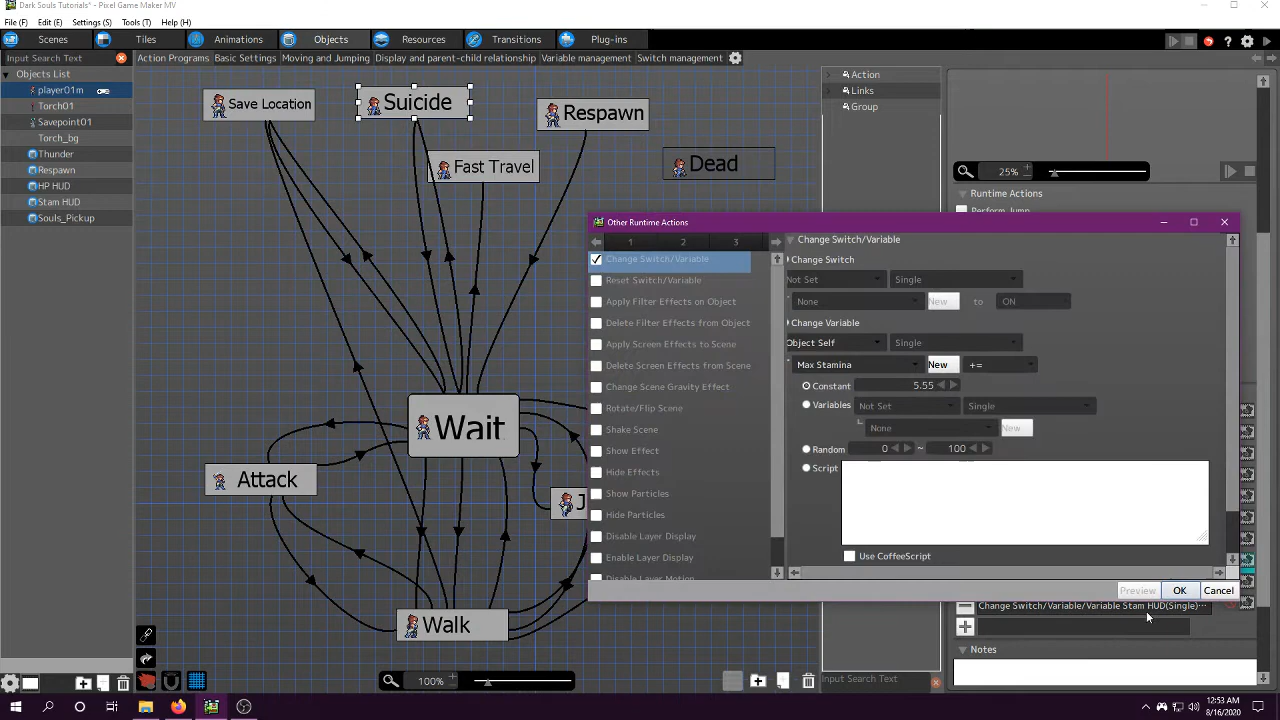 Dark Souls Tutorials* - Pixel Game Maker MV
File (F) Edit (E) Settings (S) Tools (T) Help (H)
Scenes Tiles Animations Objects Resources Transitions Plug-ins
Input Search Text
Action Programs Basic Settings Moving and Jumping Display and parent-child relationship Variable management Switch management
Objects List
player01m
Torch01
Savepoint01
Torch_bg
Thunder
Respawn
HP HUD
Stam HUD
Souls_Pickup
Save Location
Suicide
Respawn
Fast Travel
Dead
Wait
Attack
J
Walk
100%
Action
Links
Group
Input Search Text
25%
Runtime Actions
Perform Jump
Other Runtime Actions
1 2 3
Change Switch/Variable
Reset Switch/Variable
Apply Filter Effects on Object
Delete Filter Effects from Object
Apply Screen Effects to Scene
Delete Screen Effects from Scene
Change Scene Gravity Effect
Rotate/Flip Scene
Shake Scene
Show Effect
Hide Effects
Show Particles
Hide Particles
Disable Layer Display
Enable Layer Display
Disable Layer Motion
Change Switch/Variable
Change Switch
Not Set Single
None New to ON
Change Variable
Object Self Single
Max Stamina New +=
Constant 5.55
Variables Not Set Single
None New
Random 0 ~ 100
Script
Use CoffeeScript
Preview OK Cancel
Change Switch/Variable/Variable Stam HUD(Single)···
Notes
12:53 AM
8/16/2020